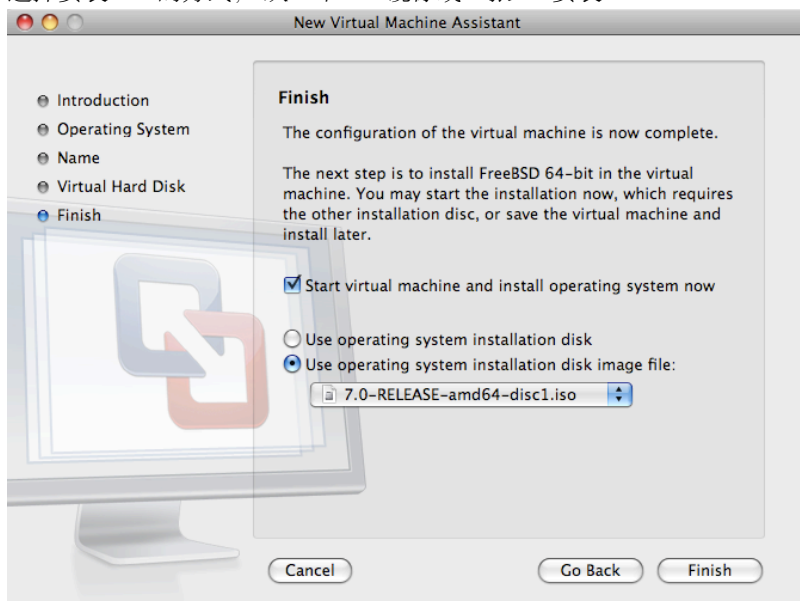 New Virtual Machine Assistant
Introduction
Operating System
Name
Virtual Hard Disk
Finish
Finish
The configuration of the virtual machine is now complete.
The next step is to install FreeBSD 64-bit in the virtual
machine. You may start the installation now, which requires
the other installation disc, or save the virtual machine and
install later.
Start virtual machine and install operating system now
Use operating system installation disk
Use operating system installation disk image file:
7.0-RELEASE-amd64-disc1.iso
Cancel
Go Back
Finish